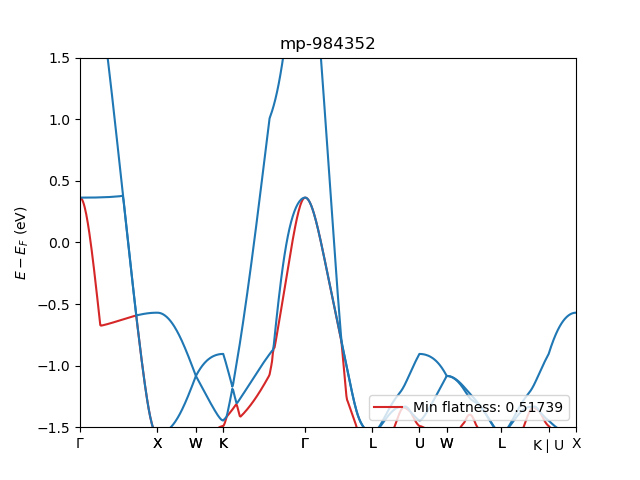 mp-984352
1.5
1.0
0.5
0.0
−0.5
−1.0
−1.5
E − E_F (eV)
Min flatness: 0.51739
Γ X W K Γ L U W L K | U X